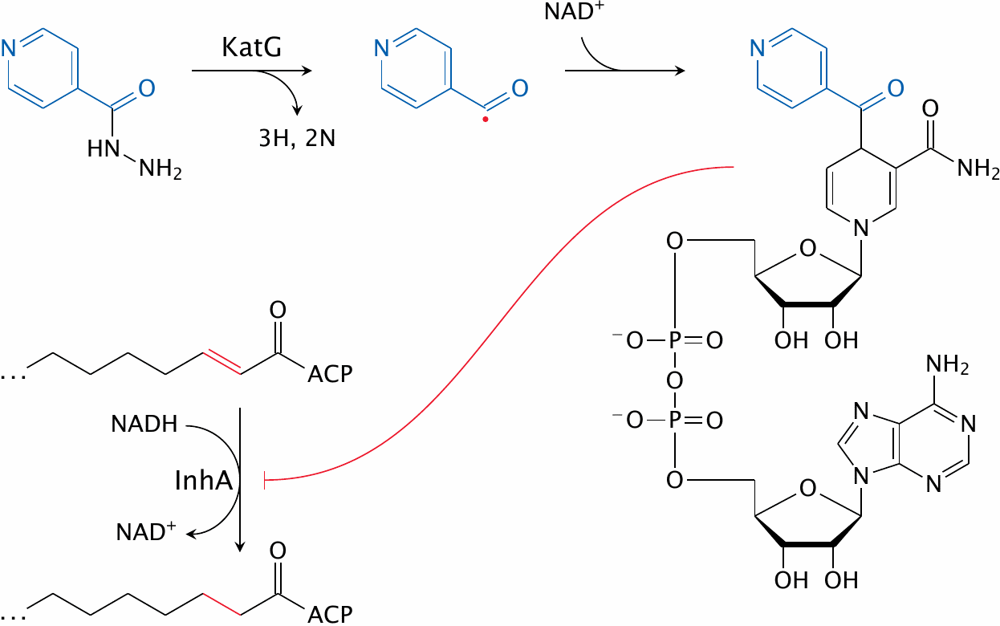 NAD⁺
KatG
N
O
N
O
N
O
3H, 2N
HN
NH₂
O
NH₂
N
O
O
⁻O
P
O
OH
OH
O
O
ACP
NADH
⁻O
P
O
NH₂
N
N
N
N
InhA
O
O
NAD⁺
OH
OH
O
... ACP
...